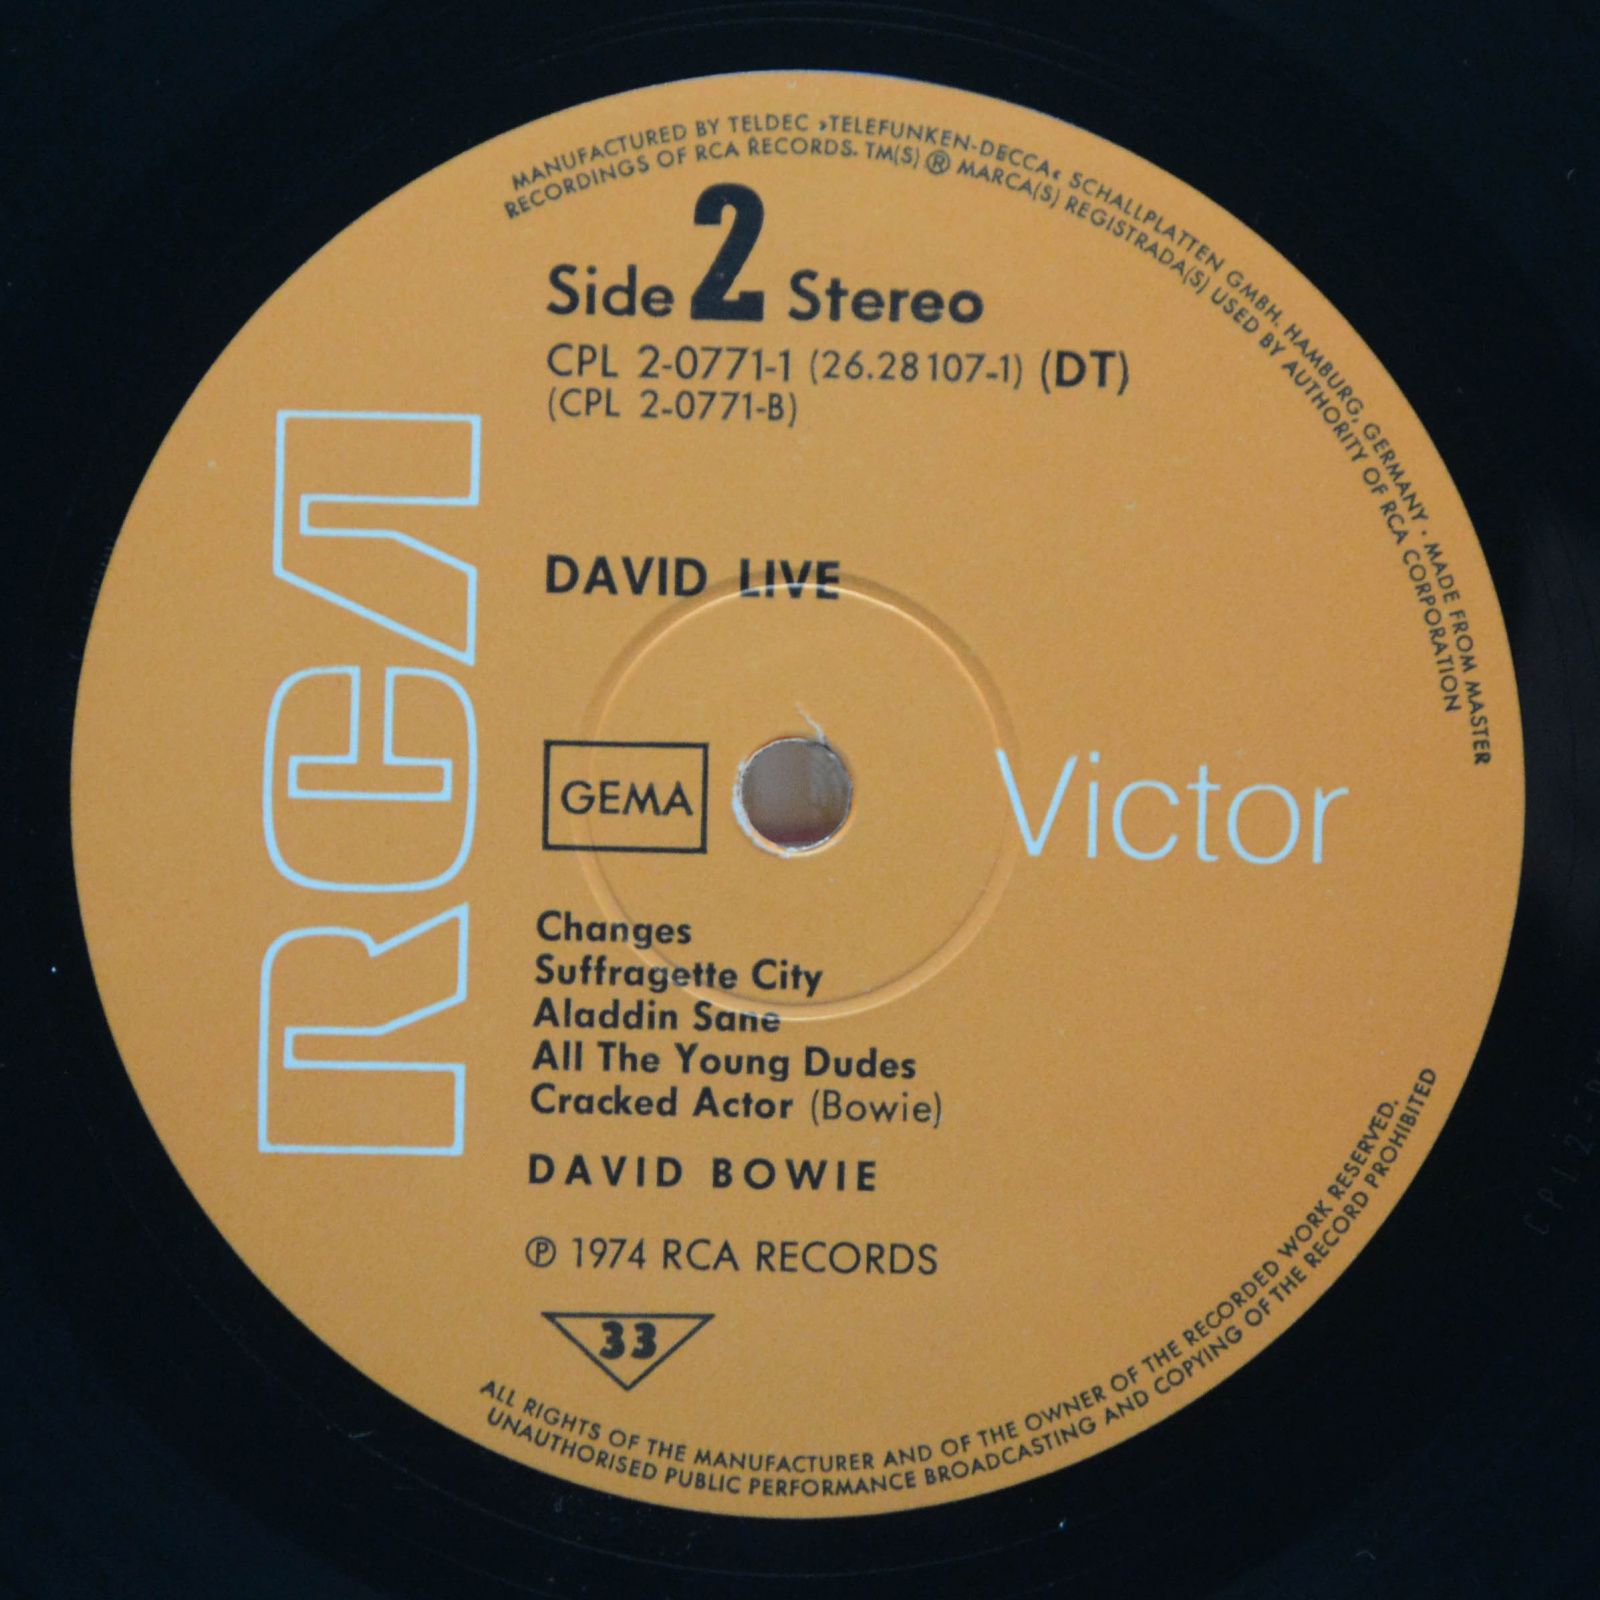 MANUFACTURED BY TELDEC »TELEFUNKEN-DECCA« SCHALLPLATTEN GMBH. HAMBURG, GERMANY · MADE FROM MASTER
RECORDINGS OF RCA RECORDS. TM(S) ® MARCA(S) REGISTRADA(S) USED BY AUTHORITY OF RCA CORPORATION
Side 2 Stereo
CPL 2-0771-1 (26.28107-1) (DT)
(CPL 2-0771-B)
RCA
DAVID LIVE
GEMA
Victor
Changes
Suffragette City
Aladdin Sane
All The Young Dudes
Cracked Actor (Bowie)
DAVID BOWIE
℗ 1974 RCA RECORDS
33
ALL RIGHTS OF THE MANUFACTURER AND OF THE OWNER OF THE RECORDED WORK RESERVED.
UNAUTHORISED PUBLIC PERFORMANCE BROADCASTING AND COPYING OF THE RECORD PROHIBITED